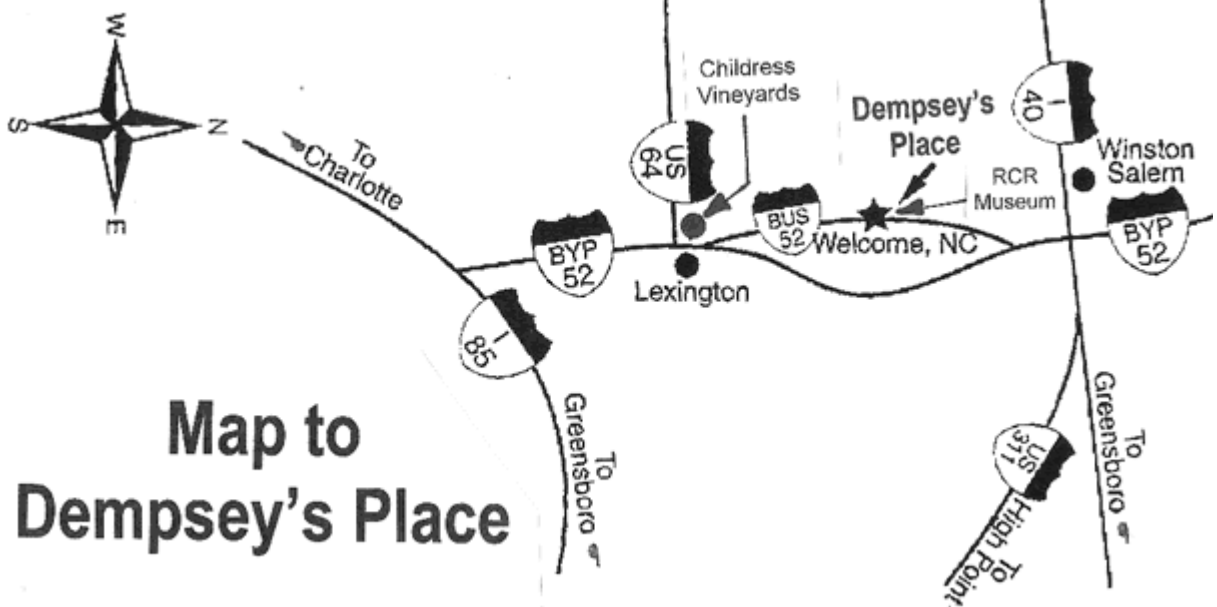 W
S
N
E
To
Charlotte
BYP
52
I
85
To
Greensboro
US
64
Childress
Vineyards
Lexington
BUS
52
Dempsey's
Place
RCR
Museum
Welcome, NC
I
40
Winston
Salem
BYP
52
US
311
To
High Point
To
Greensboro
Map to
Dempsey's Place